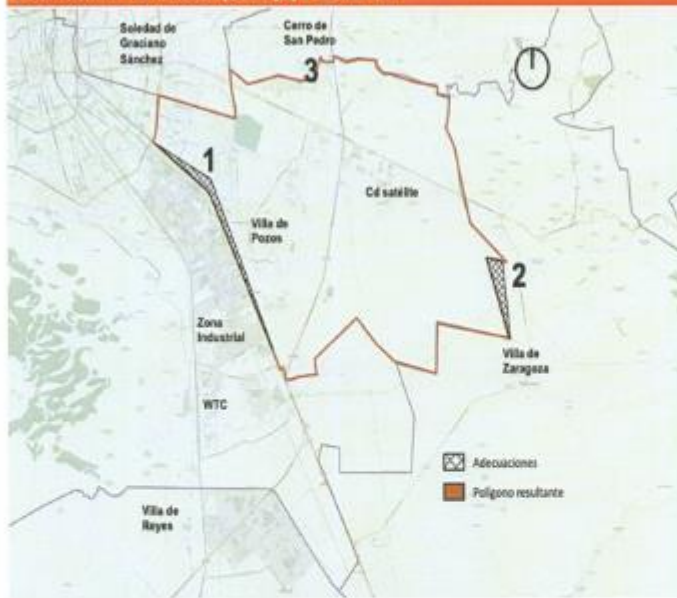 Soledad de
Graciano
Sánchez
Cerro de
San Pedro
3
1
Cd satélite
Villa de
Pozos
2
Zona
Industrial
Villa de
Zaragoza
WTC
Adecuaciones
Polígono resultante
Villa de
Reyes